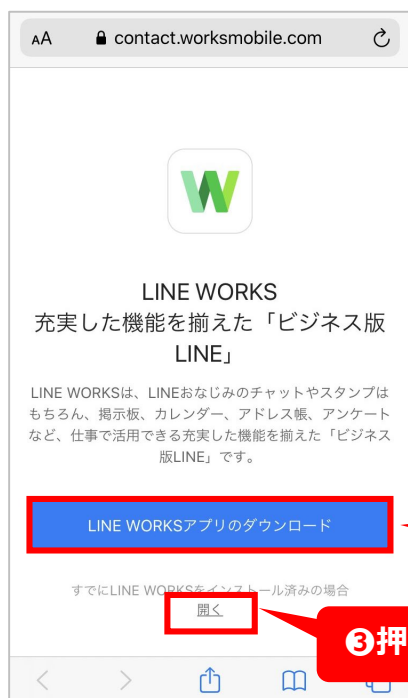 AA contact.worksmobile.com
LINE WORKS
充実した機能を揃えた「ビジネス版
LINE」
LINE WORKSは、LINEおなじみのチャットやスタンプは
もちろん、掲示板、カレンダー、アドレス帳、アンケート
など、仕事で活用できる充実した機能を揃えた「ビジネス
版LINE」です。
LINE WORKSアプリのダウンロード
すでにLINE WORKSをインストール済みの場合
開く
❸押